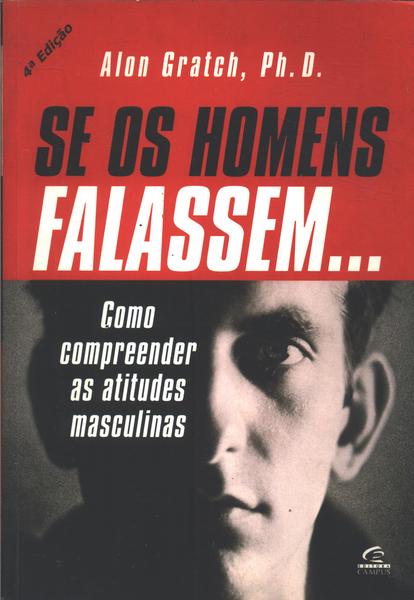 4ª Edição
Alon Gratch, Ph.D.
SE OS HOMENS
FALASSEM...
Como
compreender
as atitudes
masculinas
EDITORA
CAMPUS